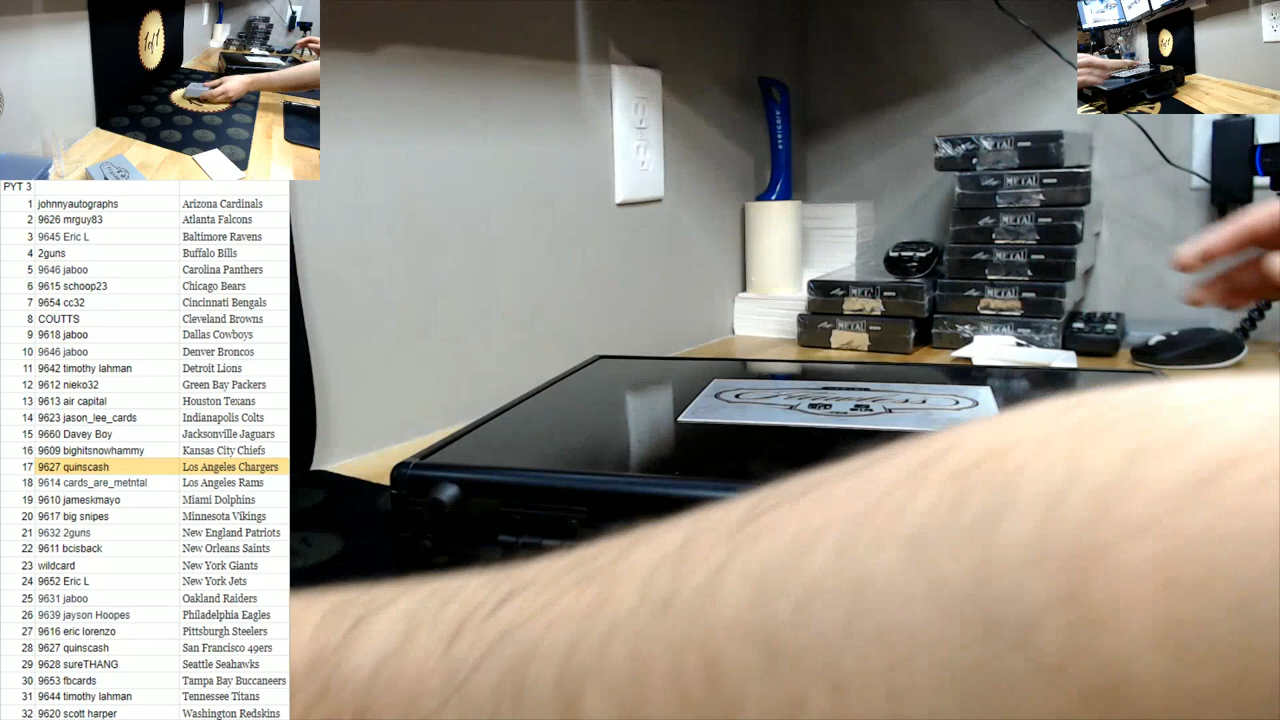 1of1
PYT 3
1 johnnyautographs Arizona Cardinals
2 9626 mrguy83 Atlanta Falcons
3 9645 Eric L Baltimore Ravens
4 2guns Buffalo Bills
5 9646 jaboo Carolina Panthers
6 9615 schoop23 Chicago Bears
7 9654 cc32 Cincinnati Bengals
8 COUTTS Cleveland Browns
9 9618 jaboo Dallas Cowboys
10 9646 jaboo Denver Broncos
11 9642 timothy lahman Detroit Lions
12 9612 nieko32 Green Bay Packers
13 9613 air capital Houston Texans
14 9623 jason_lee_cards Indianapolis Colts
15 9660 Davey Boy Jacksonville Jaguars
16 9609 bighitsnowhammy Kansas City Chiefs
17 9627 quinscash Los Angeles Chargers
18 9614 cards_are_metntal Los Angeles Rams
19 9610 jameskmayo Miami Dolphins
20 9617 big snipes Minnesota Vikings
21 9632 2guns New England Patriots
22 9611 bcisback New Orleans Saints
23 wildcard New York Giants
24 9652 Eric L New York Jets
25 9631 jaboo Oakland Raiders
26 9639 jayson Hoopes Philadelphia Eagles
27 9616 eric lorenzo Pittsburgh Steelers
28 9627 quinscash San Francisco 49ers
29 9628 sureTHANG Seattle Seahawks
30 9653 fbcards Tampa Bay Buccaneers
31 9644 timothy lahman Tennessee Titans
32 9620 scott harper Washington Redskins
evercare
METAL
METAL
METAL
METAL
METAL
METAL
METAL
METAL
Timeless